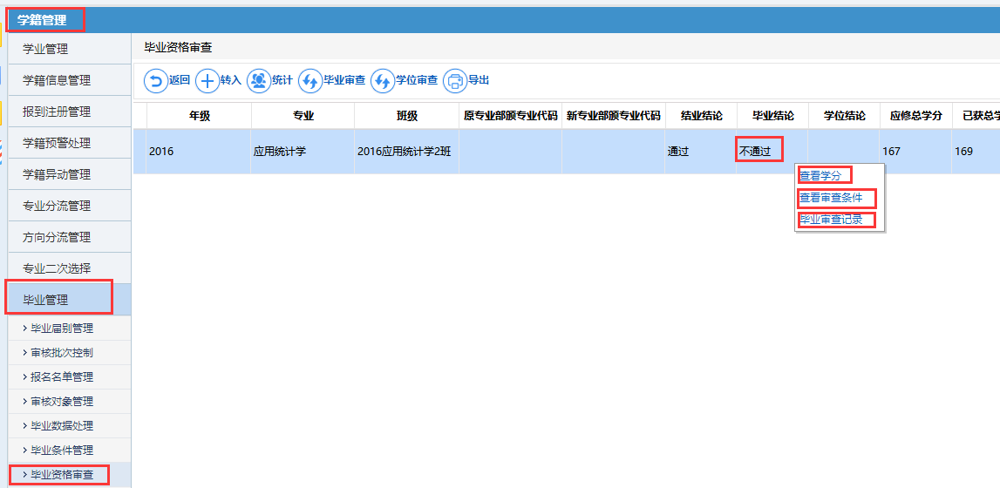 学籍管理
学业管理
学籍信息管理
报到注册管理
学籍预警处理
学籍异动管理
专业分流管理
方向分流管理
专业二次选择
毕业管理
毕业届别管理
审核批次控制
报名名单管理
审核对象管理
毕业数据处理
毕业条件管理
毕业资格审查
毕业资格审查
返回 转入 统计 毕业审查 学位审查 导出
年级 专业 班级 原专业部颁专业代码 新专业部颁专业代码 结业结论 毕业结论 学位结论 应修总学分 已获总学
2016 应用统计学 2016应用统计学2班 通过 不通过 167 169
查看学分
查看审查条件
毕业审查记录